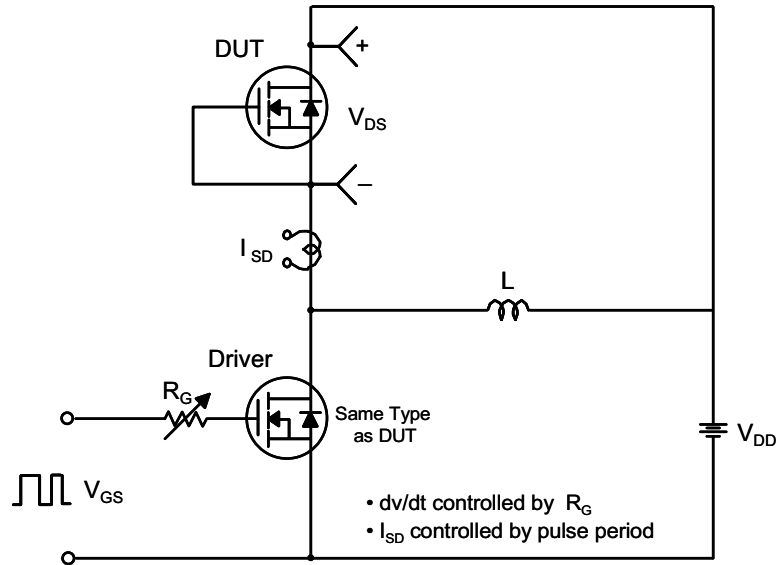 DUT
+
V_DS
−
I_SD
L
Driver
R_G
Same Type
as DUT
V_DD
V_GS
• dv/dt controlled by R_G
• I_SD controlled by pulse period